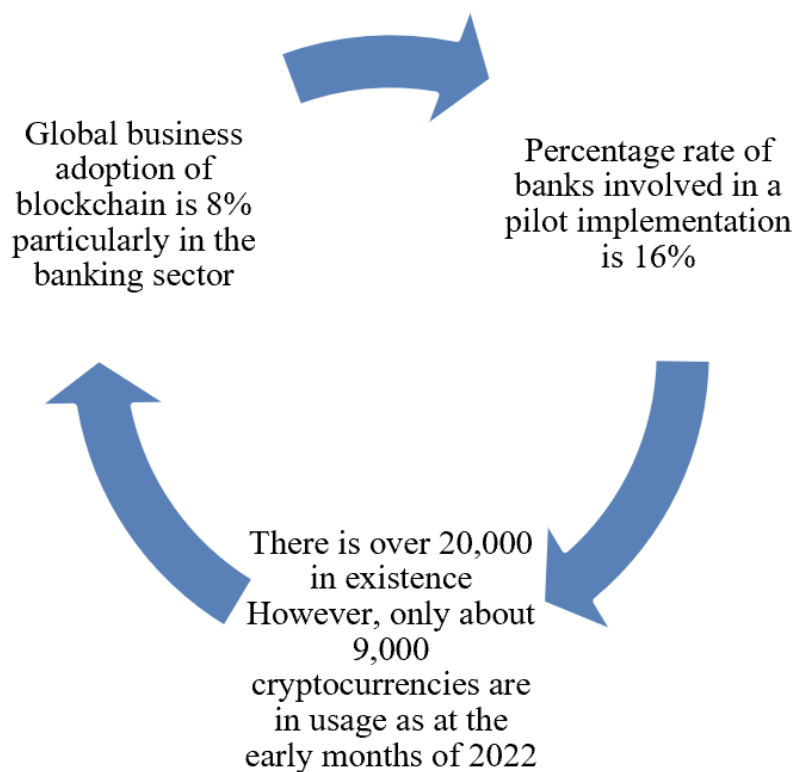 Global business
adoption of
blockchain is 8%
particularly in the
banking sector
Percentage rate of
banks involved in a
pilot implementation
is 16%
There is over 20,000
in existence
However, only about
9,000
cryptocurrencies are
in usage as at the
early months of 2022